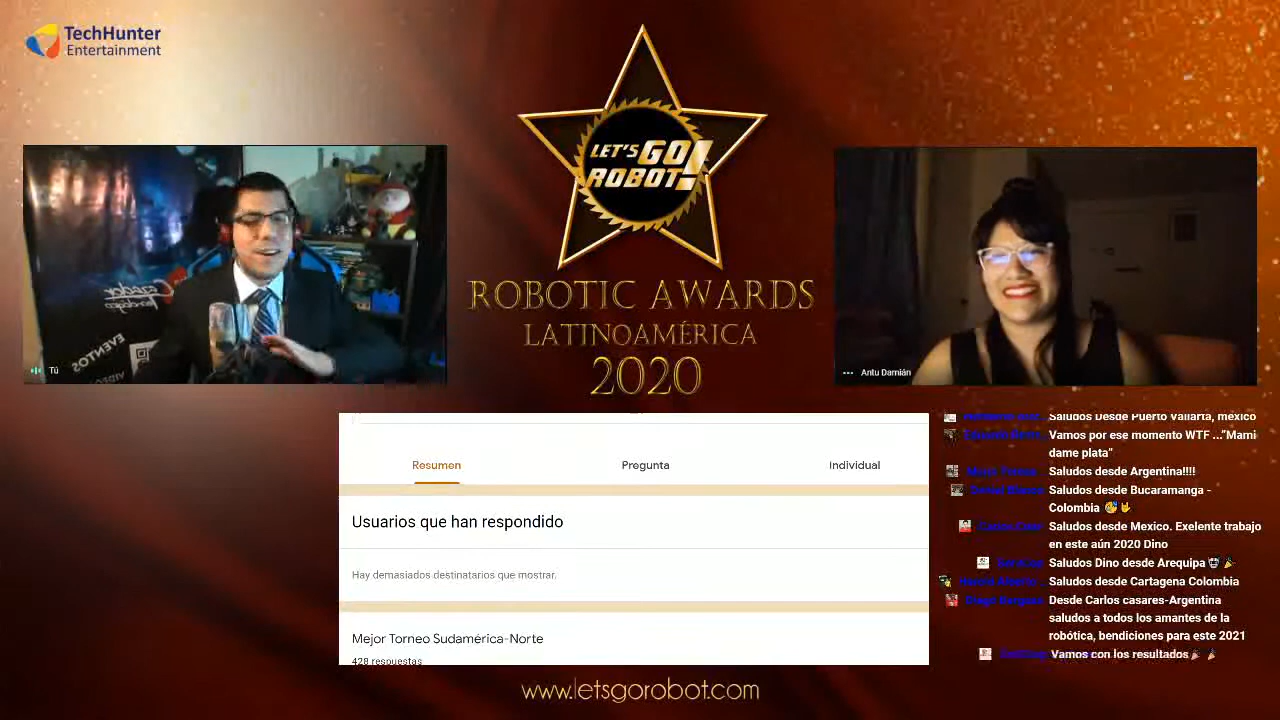 TechHunter
Entertainment
LET'S GO
ROBOT!
ROBOTIC AWARDS
LATINOAMÉRICA
2020
Tú
EVENTOS
Antu Damián
Resumen
Pregunta
Individual
Usuarios que han respondido
Hay demasiados destinatarios que mostrar.
Mejor Torneo Sudamérica-Norte
428 respuestas
Saludos Desde Puerto Vallarta, mexico
Vamos por ese momento WTF ..."Mami
dame plata"
Saludos desde Argentina!!!!
Saludos desde Bucaramanga -
Colombia
Saludos desde Mexico. Exelente trabajo
en este aún 2020 Dino
Saludos Dino desde Arequipa
Saludos desde Cartagena Colombia
Desde Carlos casares-Argentina
saludos a todos los amantes de la
robótica, bendiciones para este 2021
Vamos con los resultados
www.letsgorobot.com